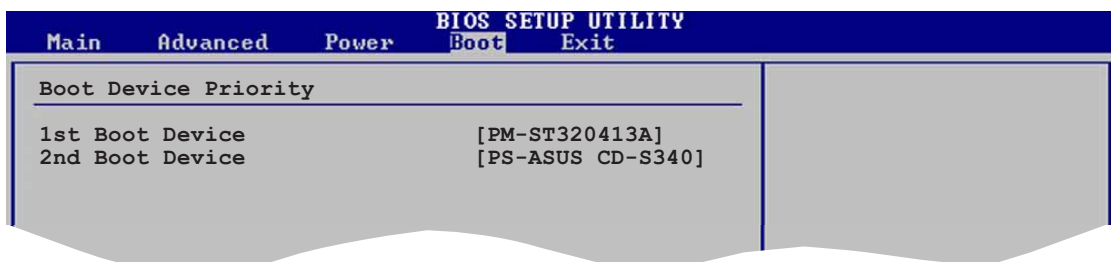 BIOS SETUP UTILITY
Main Advanced Power Boot Exit
Boot Device Priority
1st Boot Device [PM-ST320413A]
2nd Boot Device [PS-ASUS CD-S340]